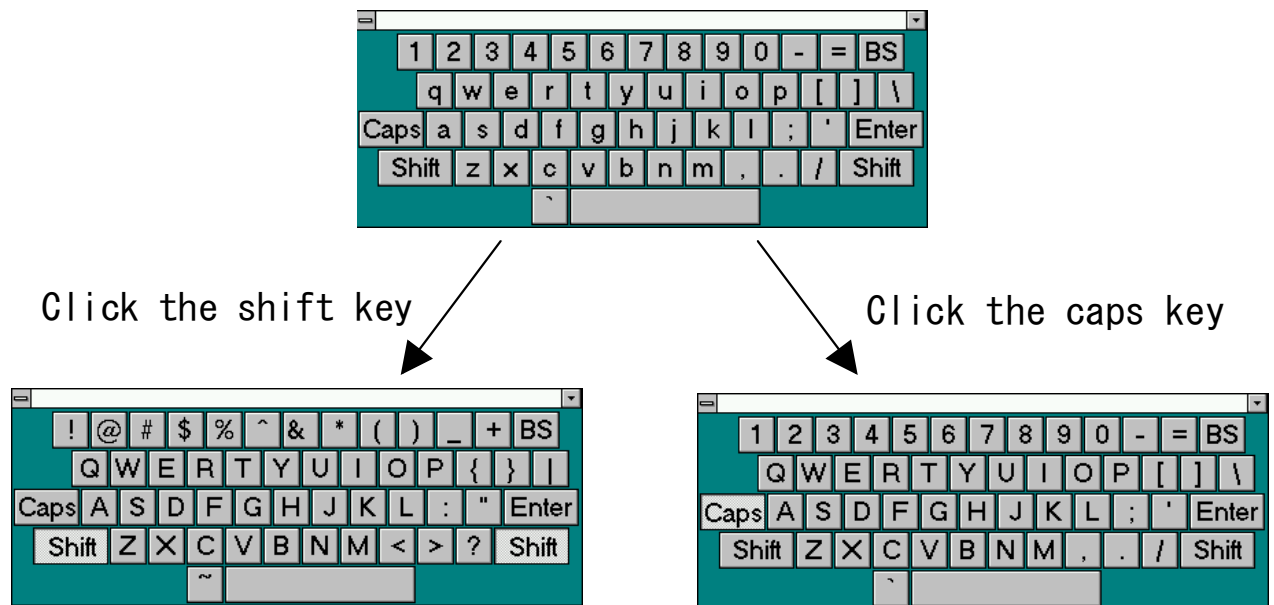 1 2 3 4 5 6 7 8 9 0 - = BS
q w e r t y u i o p [ ] \
Caps a s d f g h j k l ; ' Enter
Shift z x c v b n m , . / Shift
`
Click the shift key
Click the caps key
! @ # $ % ^ & * ( ) _ + BS
Q W E R T Y U I O P { } |
Caps A S D F G H J K L : " Enter
Shift Z X C V B N M < > ? Shift
~
1 2 3 4 5 6 7 8 9 0 - = BS
Q W E R T Y U I O P [ ] \
Caps A S D F G H J K L ; ' Enter
Shift Z X C V B N M , . / Shift
`